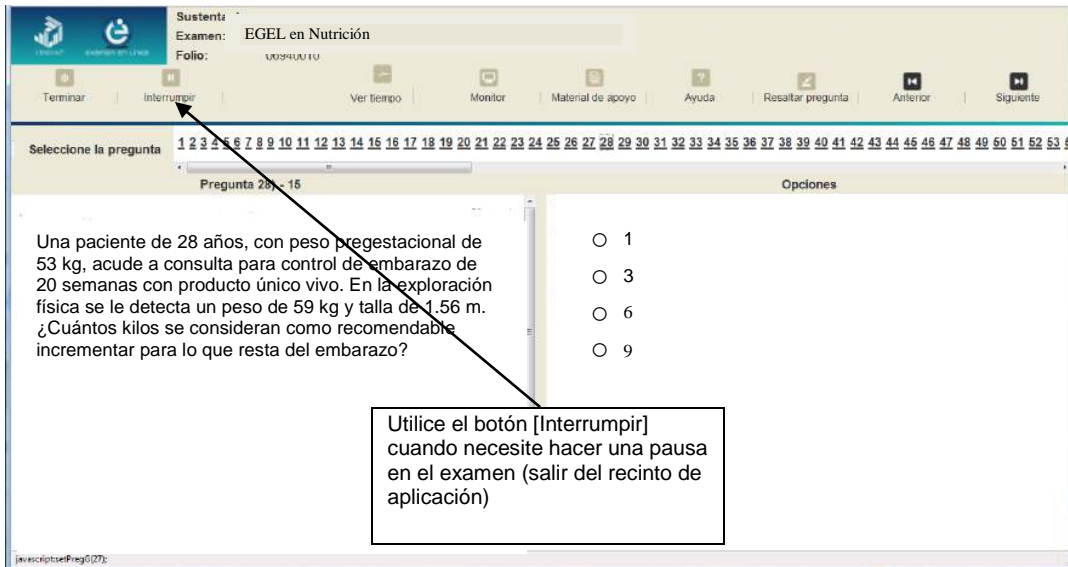 Sustenta
Examen: EGEL en Nutrición
Folio: 06940010
Terminar Interrumpir Ver tiempo Monitor Material de apoyo Ayuda Resaltar pregunta Anterior Siguiente
Seleccione la pregunta 1 2 3 4 5 6 7 8 9 10 11 12 13 14 15 16 17 18 19 20 21 22 23 24 25 26 27 28 29 30 31 32 33 34 35 36 37 38 39 40 41 42 43 44 45 46 47 48 49 50 51 52 53
Pregunta 28) - 15 Opciones
Una paciente de 28 años, con peso pregestacional de
53 kg, acude a consulta para control de embarazo de
20 semanas con producto único vivo. En la exploración
física se le detecta un peso de 59 kg y talla de 1.56 m.
¿Cuántos kilos se consideran como recomendable
incrementar para lo que resta del embarazo?
1
3
6
9
Utilice el botón [Interrumpir]
cuando necesite hacer una pausa
en el examen (salir del recinto de
aplicación)
javascript:setPregG(27);